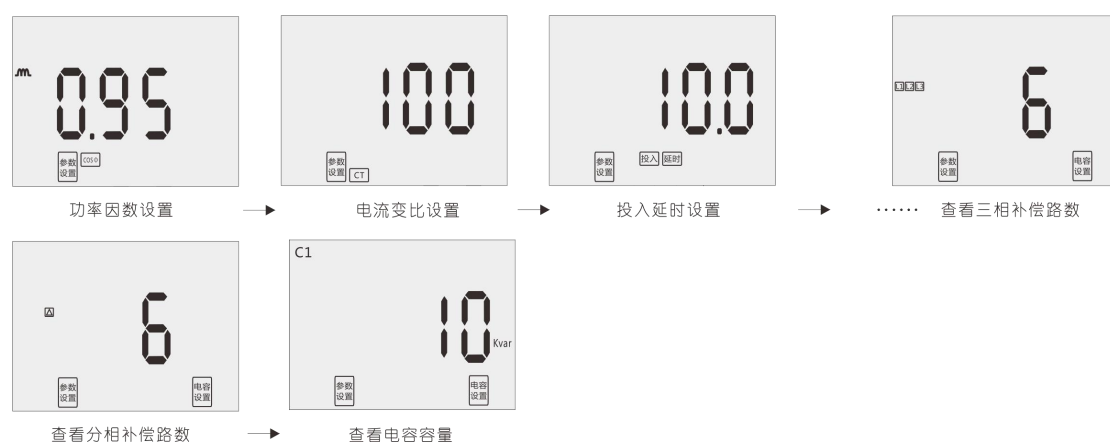 0.95
参数
设置
COSΦ
功率因数设置
100
参数
设置
CT
电流变比设置
10.0
参数
设置
投入 延时
投入延时设置
L1 L2 L3
6
参数
设置
电容
设置
…… 查看三相补偿路数
6
参数
设置
电容
设置
查看分相补偿路数
C1
10
Kvar
参数
设置
电容
设置
查看电容容量